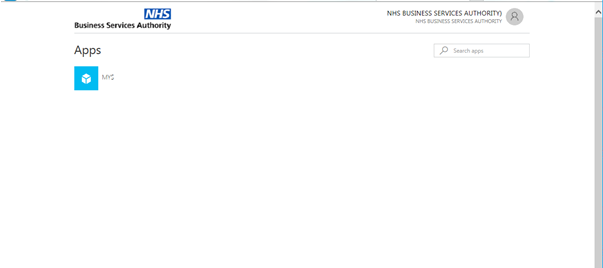 NHS
Business Services Authority
NHS BUSINESS SERVICES AUTHORITY)
NHS BUSINESS SERVICES AUTHORITY
Apps
Search apps